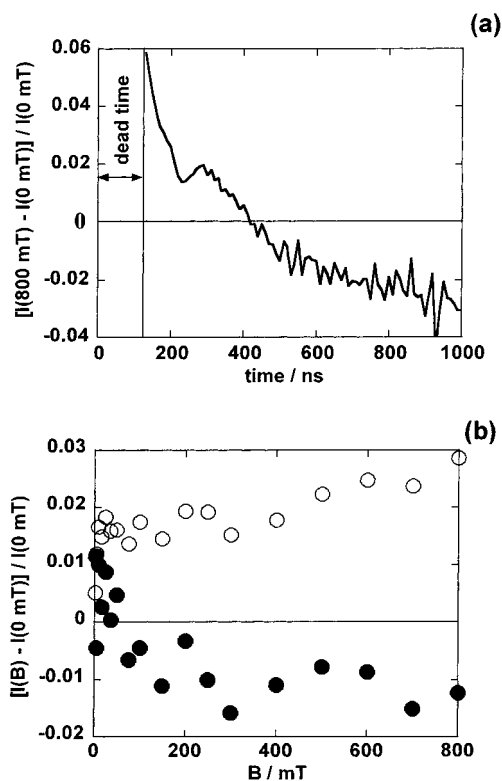 (a)
[I(800 mT) - I(0 mT)] / I(0 mT)
0.06
0.04
0.02
0
-0.02
-0.04
dead time
0 200 400 600 800 1000
time / ns
(b)
[I(B) - I(0 mT)] / I(0 mT)
0.03
0.02
0.01
0
-0.01
-0.02
0 200 400 600 800
B / mT